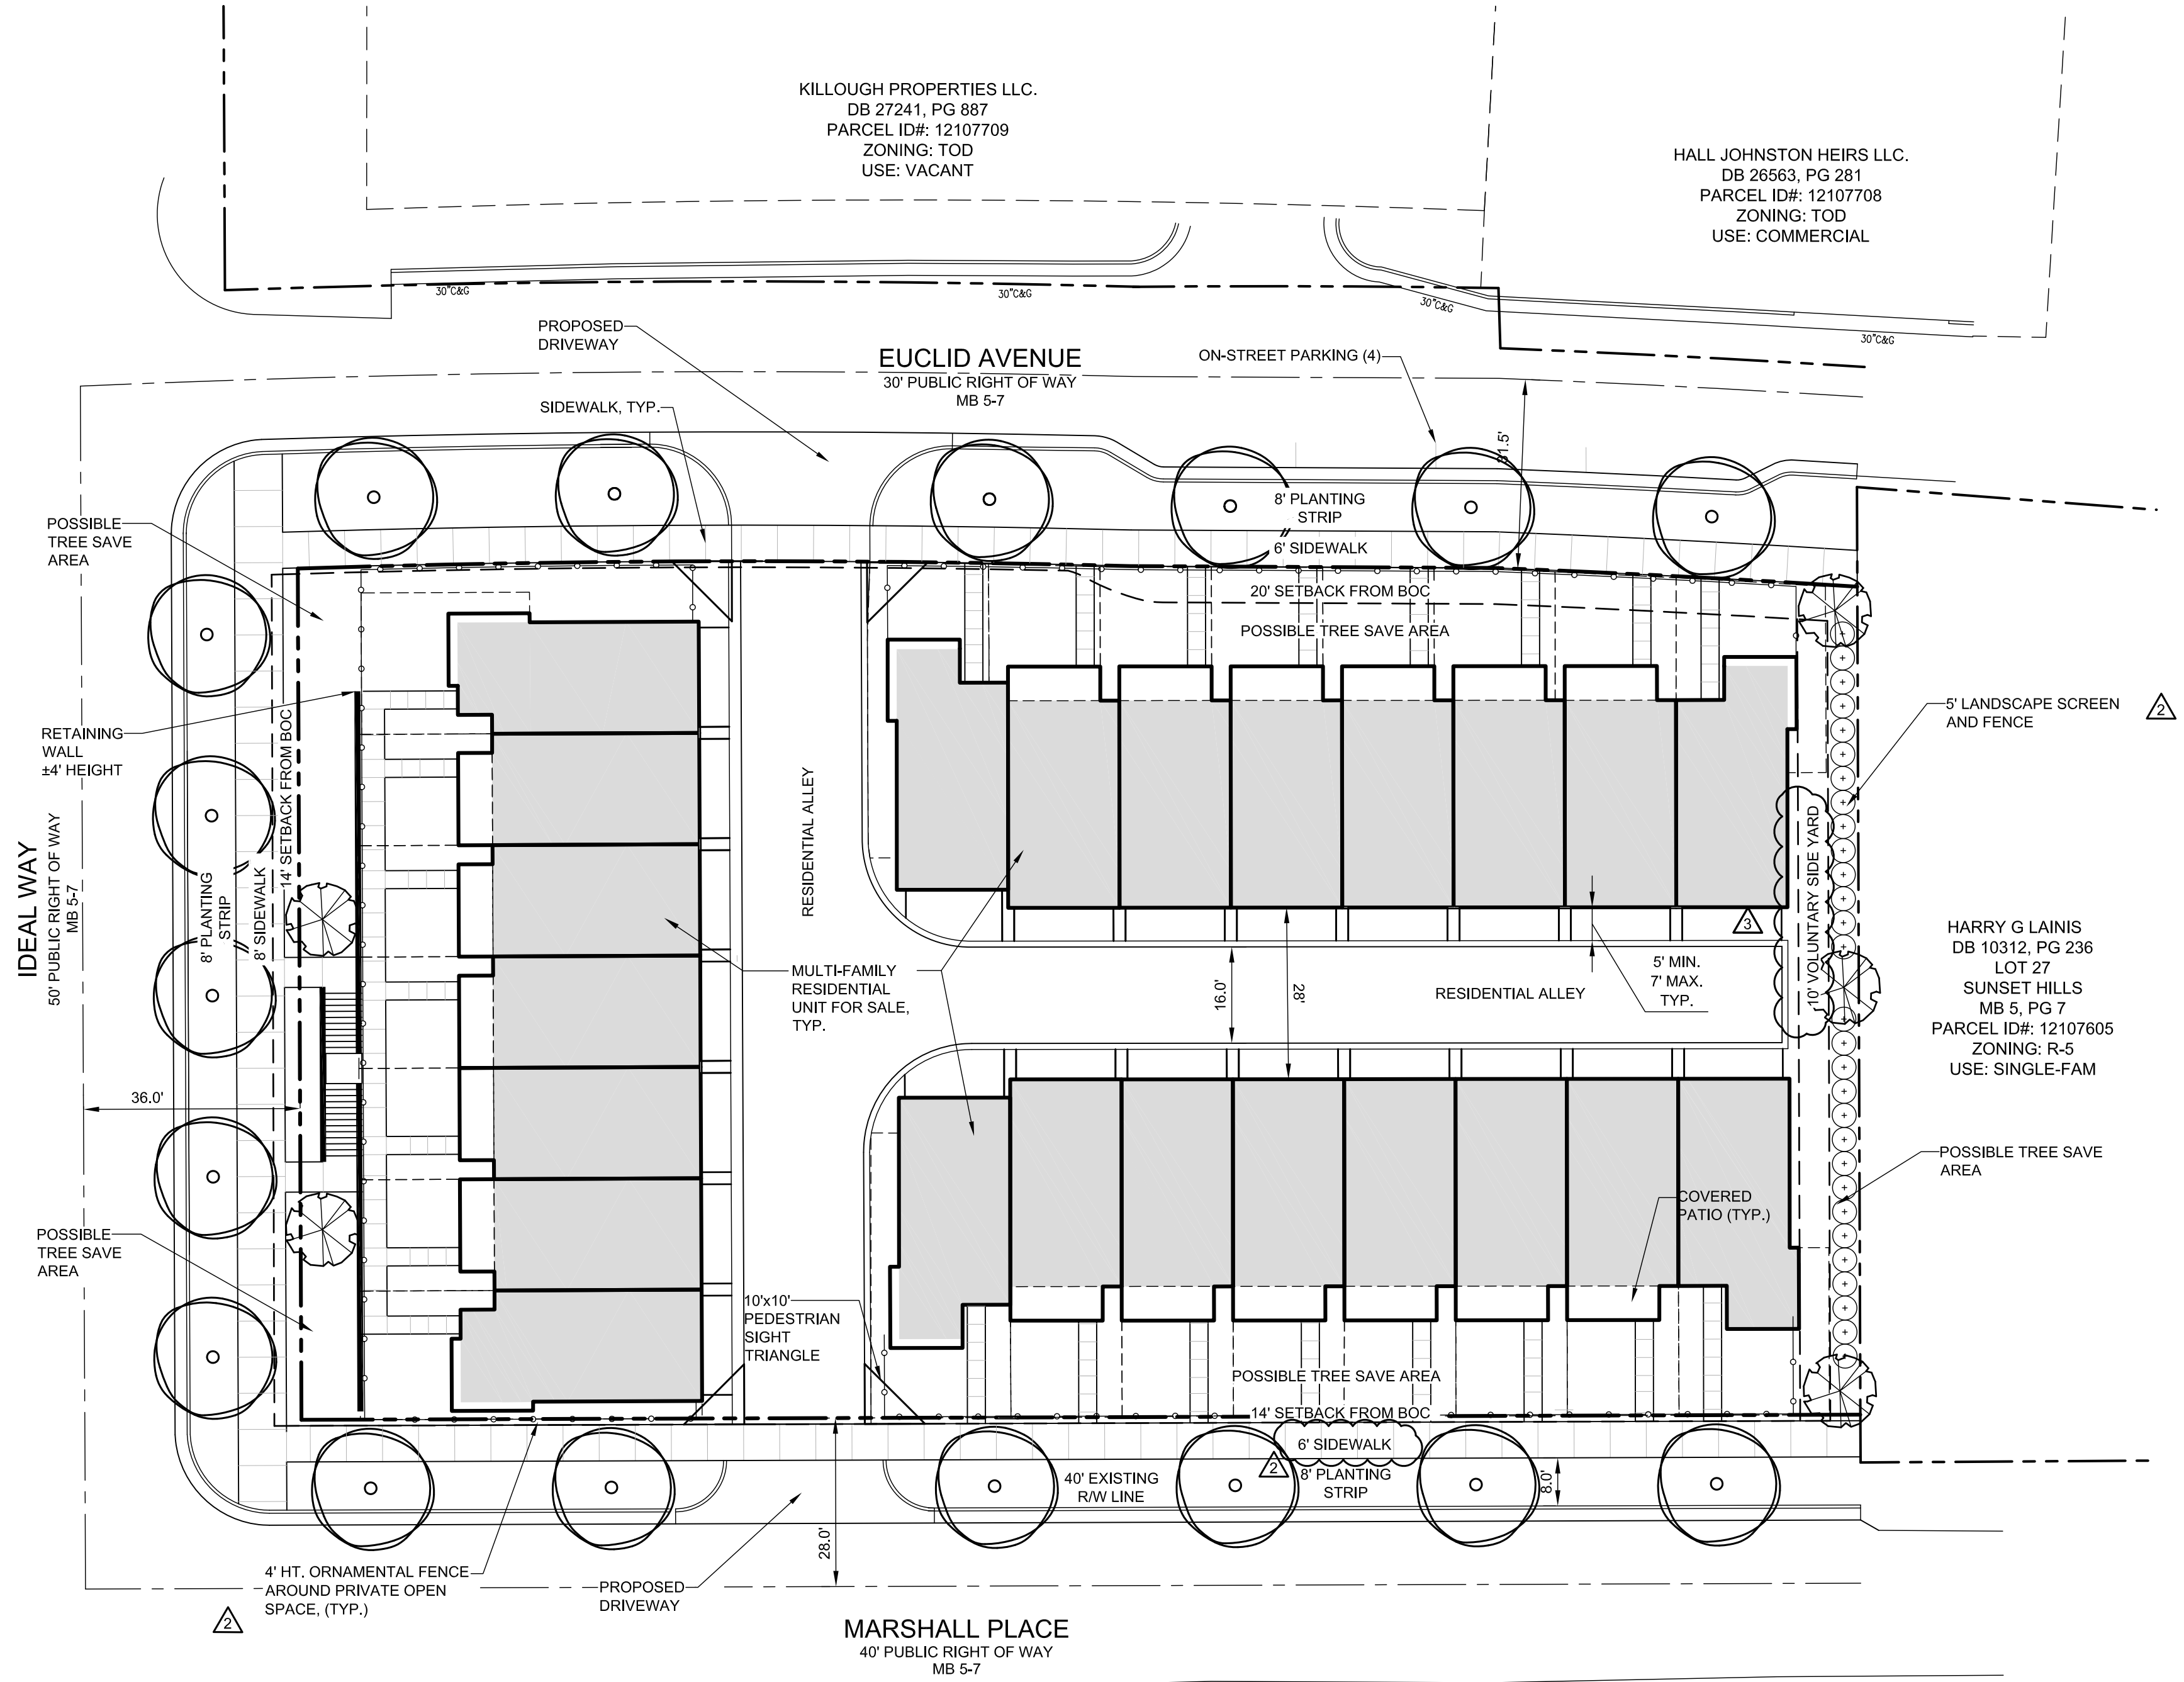 KILLOUGH PROPERTIES LLC.
DB 27241, PG 887
PARCEL ID#: 12107709
ZONING: TOD
USE: VACANT
HALL JOHNSTON HEIRS LLC.
DB 26563, PG 281
PARCEL ID#: 12107708
ZONING: TOD
USE: COMMERCIAL
30"C&G
30"C&G
30"C&G
30"C&G
PROPOSED
DRIVEWAY
EUCLID AVENUE
30' PUBLIC RIGHT OF WAY
MB 5-7
ON-STREET PARKING (4)
SIDEWALK, TYP.
31.5'
8' PLANTING
STRIP
6' SIDEWALK
POSSIBLE
TREE SAVE
AREA
20' SETBACK FROM BOC
POSSIBLE TREE SAVE AREA
RETAINING
WALL
±4' HEIGHT
14' SETBACK FROM BOC
5' LANDSCAPE SCREEN
AND FENCE
2
IDEAL WAY
50' PUBLIC RIGHT OF WAY
MB 5-7
8' PLANTING
STRIP
8' SIDEWALK
RESIDENTIAL ALLEY
10' VOLUNTARY SIDE YARD
3
HARRY G LAINIS
DB 10312, PG 236
LOT 27
SUNSET HILLS
MB 5, PG 7
PARCEL ID#: 12107605
ZONING: R-5
USE: SINGLE-FAM
MULTI-FAMILY
RESIDENTIAL
UNIT FOR SALE,
TYP.
16.0'
28'
RESIDENTIAL ALLEY
5' MIN.
7' MAX.
TYP.
36.0'
POSSIBLE TREE SAVE
AREA
COVERED
PATIO (TYP.)
POSSIBLE
TREE SAVE
AREA
10'x10'
PEDESTRIAN
SIGHT
TRIANGLE
POSSIBLE TREE SAVE AREA
14' SETBACK FROM BOC
6' SIDEWALK
2
8' PLANTING
STRIP
40' EXISTING
R/W LINE
8.0'
28.0'
4' HT. ORNAMENTAL FENCE
AROUND PRIVATE OPEN
SPACE, (TYP.)
2
PROPOSED
DRIVEWAY
MARSHALL PLACE
40' PUBLIC RIGHT OF WAY
MB 5-7